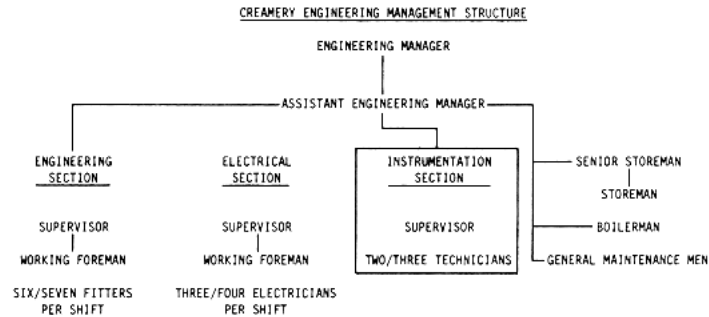 CREAMERY ENGINEERING MANAGEMENT STRUCTURE
ENGINEERING MANAGER
ASSISTANT ENGINEERING MANAGER
ENGINEERING
SECTION
SUPERVISOR
WORKING FOREMAN
SIX/SEVEN FITTERS
PER SHIFT
ELECTRICAL
SECTION
SUPERVISOR
WORKING FOREMAN
THREE/FOUR ELECTRICIANS
PER SHIFT
INSTRUMENTATION
SECTION
SUPERVISOR
TWO/THREE TECHNICIANS
SENIOR STOREMAN
STOREMAN
BOILERMAN
GENERAL MAINTENANCE MEN